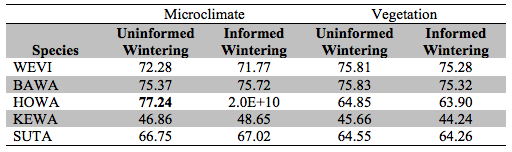 Microclimate Vegetation
Uninformed Informed Uninformed Informed
Species Wintering Wintering Wintering Wintering
WEVI 72.28 71.77 75.81 75.28
BAWA 75.37 75.72 75.83 75.32
HOWA 77.24 2.0E+10 64.85 63.90
KEWA 46.86 48.65 45.66 44.24
SUTA 66.75 67.02 64.55 64.26